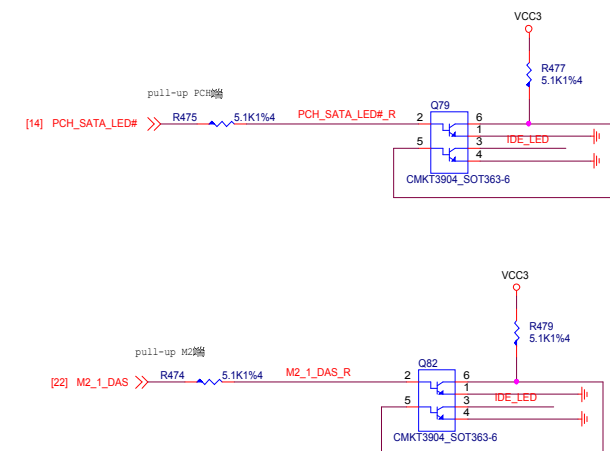 VCC3
R477
5.1K1%4
pull-up PCH端
[14] PCH_SATA_LED# R475 5.1K1%4 PCH_SATA_LED#_R
Q79
2 6
1
5 3 IDE_LED
4
CMKT3904_SOT363-6
VCC3
R479
5.1K1%4
pull-up M2端
[22] M2_1_DAS R474 5.1K1%4 M2_1_DAS_R
Q82
2 6
1
5 3 IDE_LED
4
CMKT3904_SOT363-6